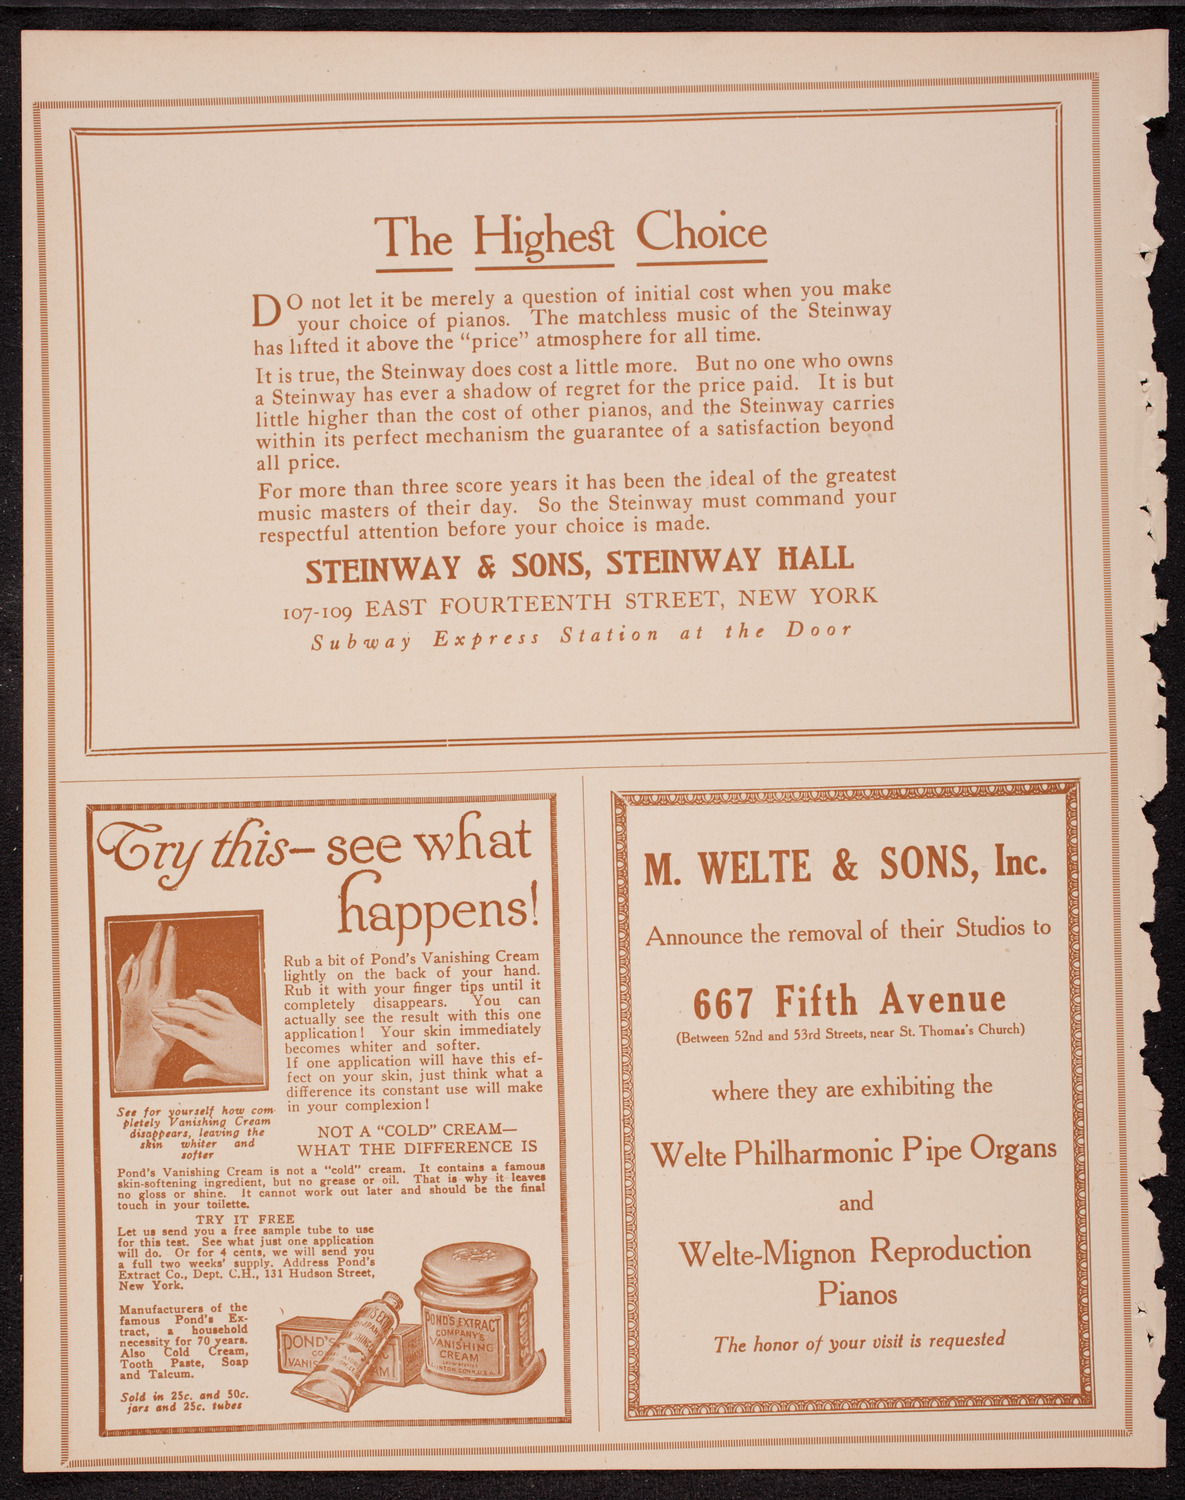 The Highest Choice
DO not let it be merely a question of initial cost when you make
your choice of pianos. The matchless music of the Steinway
has lifted it above the “price” atmosphere for all time.
It is true, the Steinway does cost a little more. But no one who owns
a Steinway has ever a shadow of regret for the price paid. It is but
little higher than the cost of other pianos, and the Steinway carries
within its perfect mechanism the guarantee of a satisfaction beyond
all price.
For more than three score years it has been the ideal of the greatest
music masters of their day. So the Steinway must command your
respectful attention before your choice is made.
STEINWAY & SONS, STEINWAY HALL
107-109 EAST FOURTEENTH STREET, NEW YORK
Subway Express Station at the Door
Try this—see what
happens!
Rub a bit of Pond's Vanishing Cream
lightly on the back of your hand.
Rub it with your finger tips until it
completely disappears. You can
actually see the result with this one
application! Your skin immediately
becomes whiter and softer.
If one application will have this ef-
fect on your skin, just think what a
difference its constant use will make
in your complexion!
See for yourself how com-
pletely Vanishing Cream
disappears, leaving the
skin whiter and
softer
NOT A “COLD” CREAM—
WHAT THE DIFFERENCE IS
Pond's Vanishing Cream is not a “cold” cream. It contains a famous
skin-softening ingredient, but no grease or oil. That is why it leaves
no gloss or shine. It cannot work out later and should be the final
touch in your toilette.
TRY IT FREE
Let us send you a free sample tube to use
for this test. See what just one application
will do. Or for 4 cents, we will send you
a full two weeks' supply. Address Pond's
Extract Co., Dept. C.H., 131 Hudson Street,
New York.
Manufacturers of the
famous Pond's Ex-
tract, a household
necessity for 70 years.
Also Cold Cream,
Tooth Paste, Soap
and Talcum.
Sold in 25c. and 50c.
jars and 25c. tubes
POND'S
VANIS
POND'S EXTRACT
COMPANY'S
VANISHING
CREAM
M. WELTE & SONS, Inc.
Announce the removal of their Studios to
667 Fifth Avenue
(Between 52nd and 53rd Streets, near St. Thomas's Church)
where they are exhibiting the
Welte Philharmonic Pipe Organs
and
Welte-Mignon Reproduction
Pianos
The honor of your visit is requested